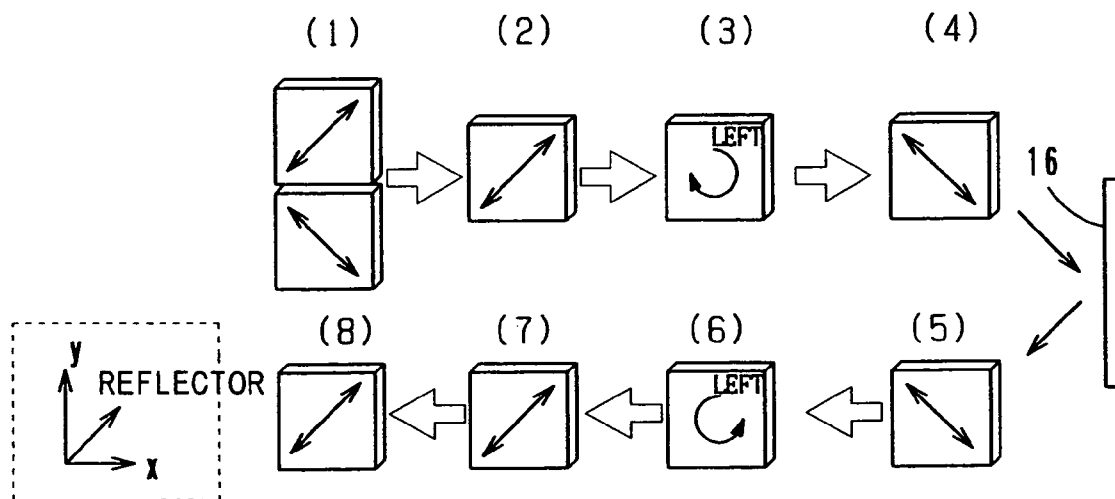 (1) (2) (3) (4)
LEFT
16
(8) (7) (6) (5)
y
REFLECTOR
LEFT
x